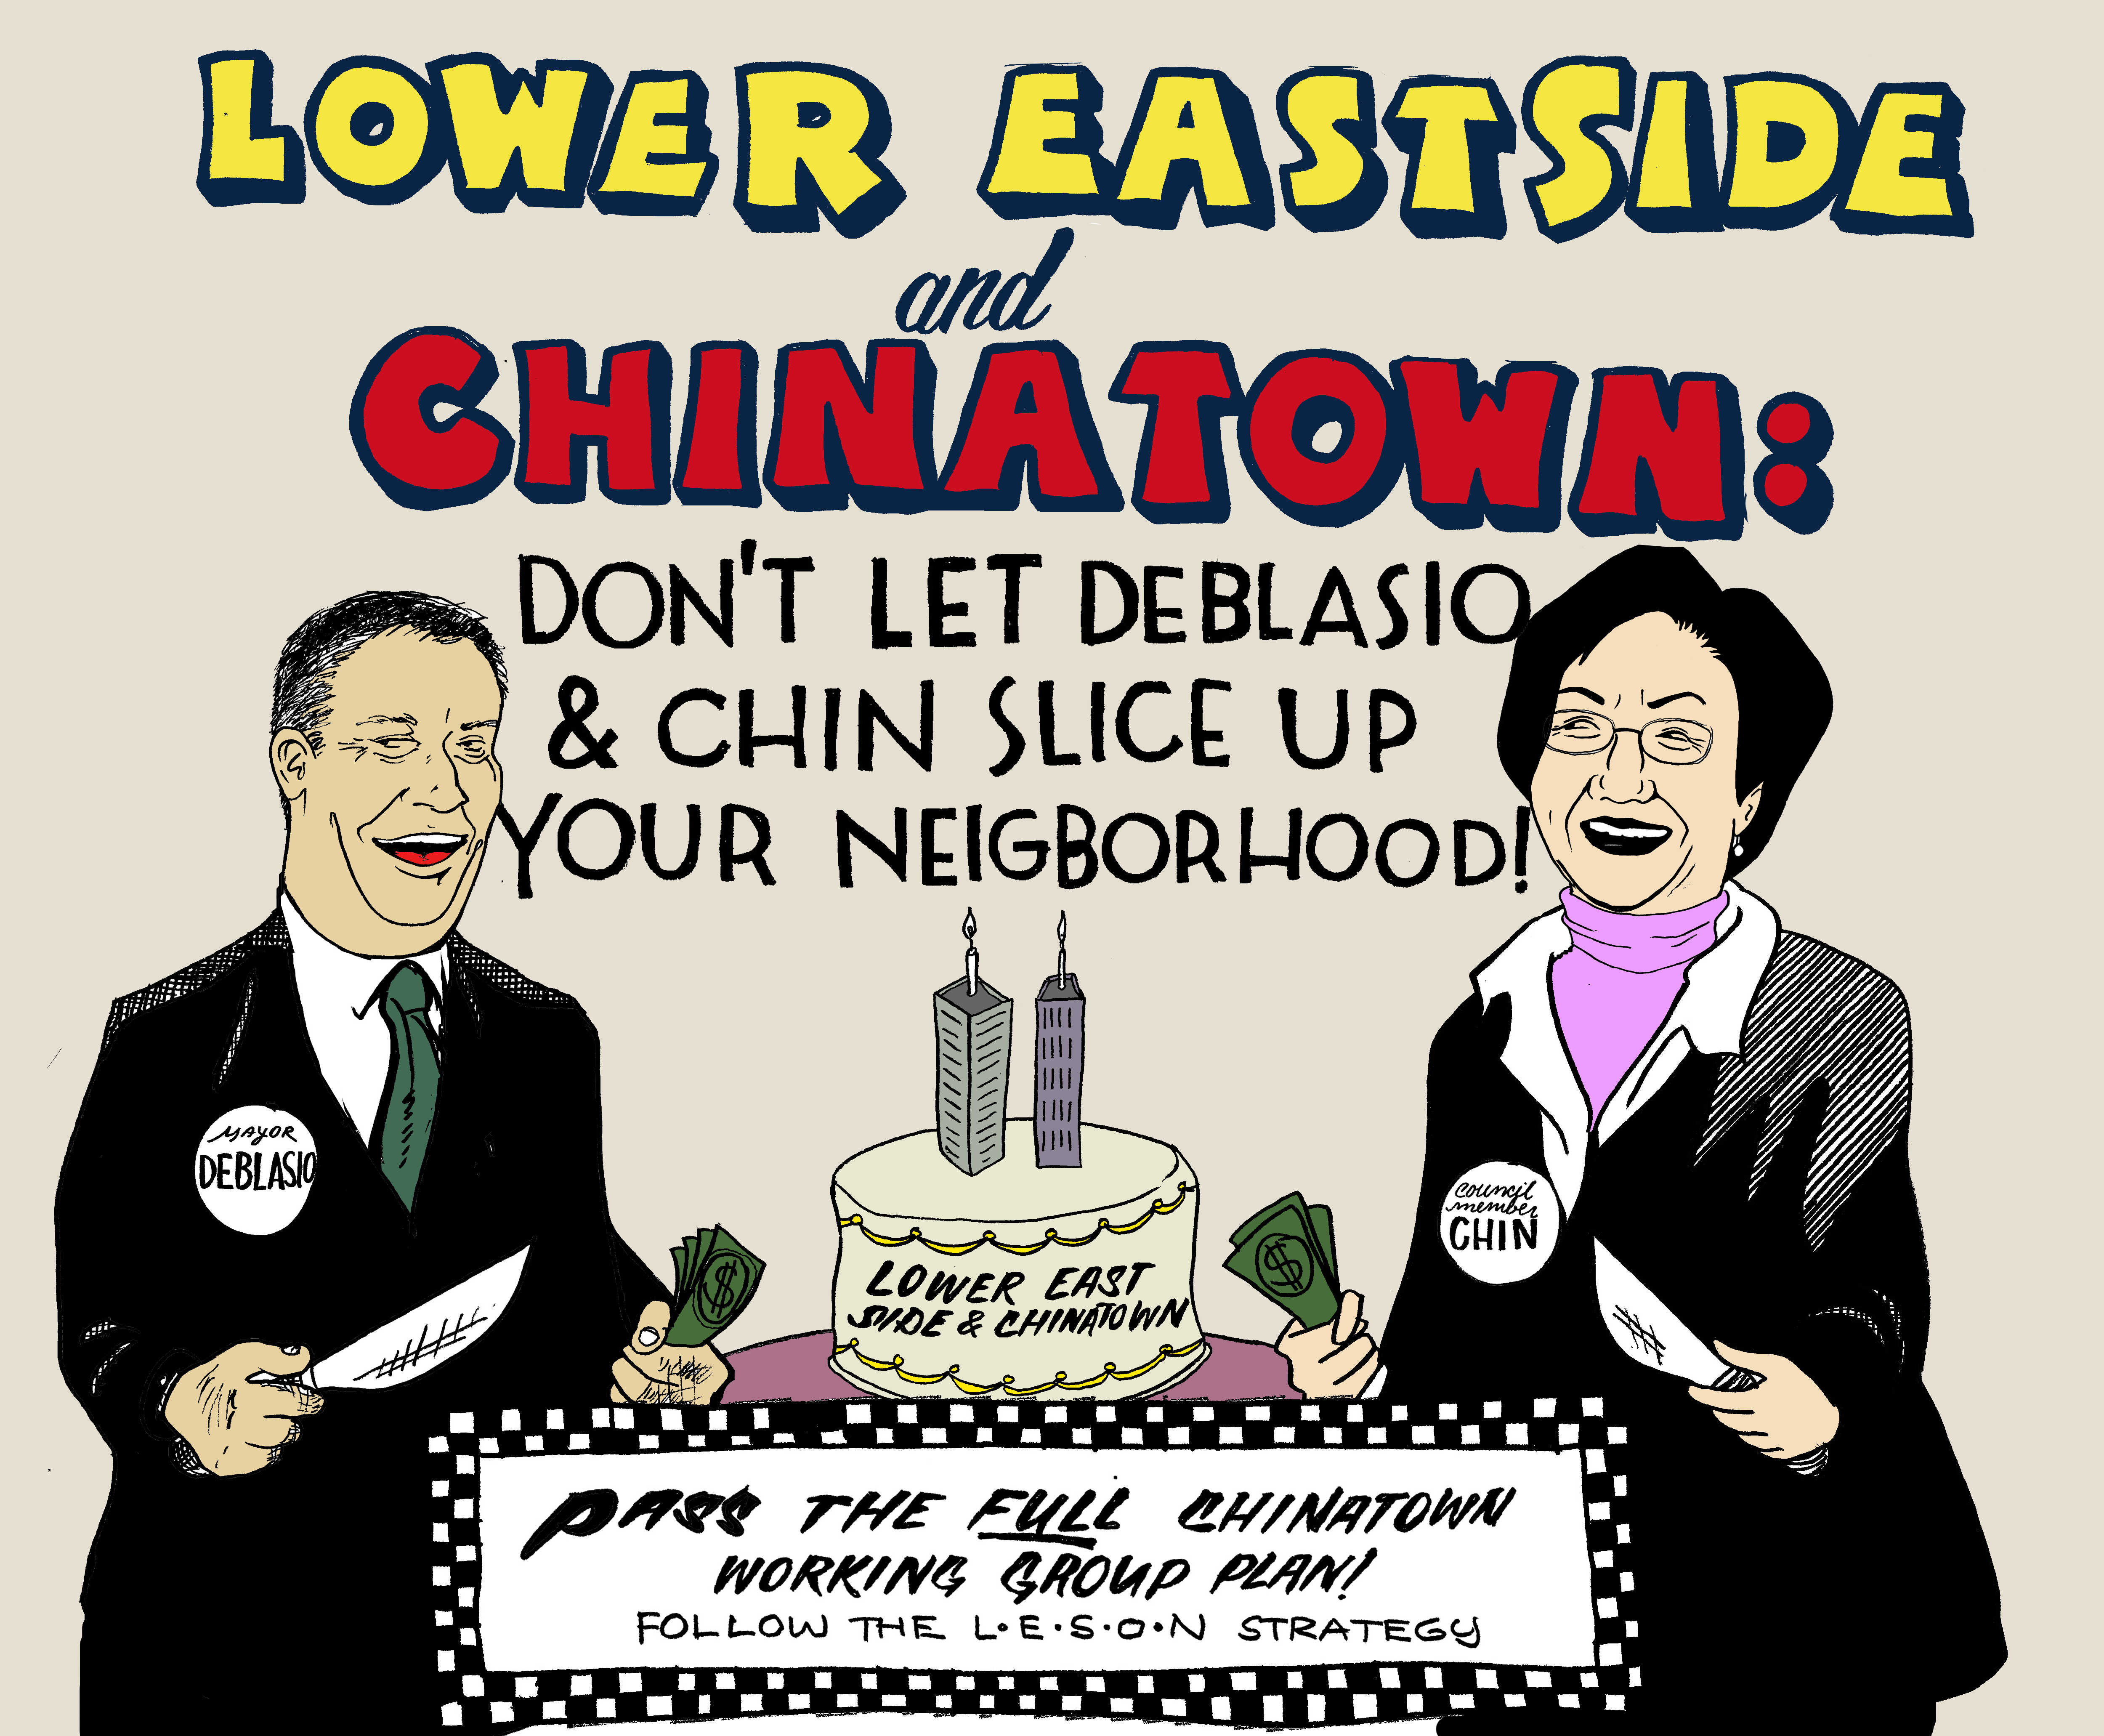 LOWER EASTSIDE
and
CHINATOWN:
DON'T LET DEBLASIO
& CHIN SLICE UP
YOUR NEIGBORHOOD!
MAYOR
DEBLASIO
council
member
CHIN
$
$
LOWER EAST
SIDE & CHINATOWN
PASS THE FULL CHINATOWN
WORKING GROUP PLAN!
FOLLOW THE L.E.S.O.N STRATEGY